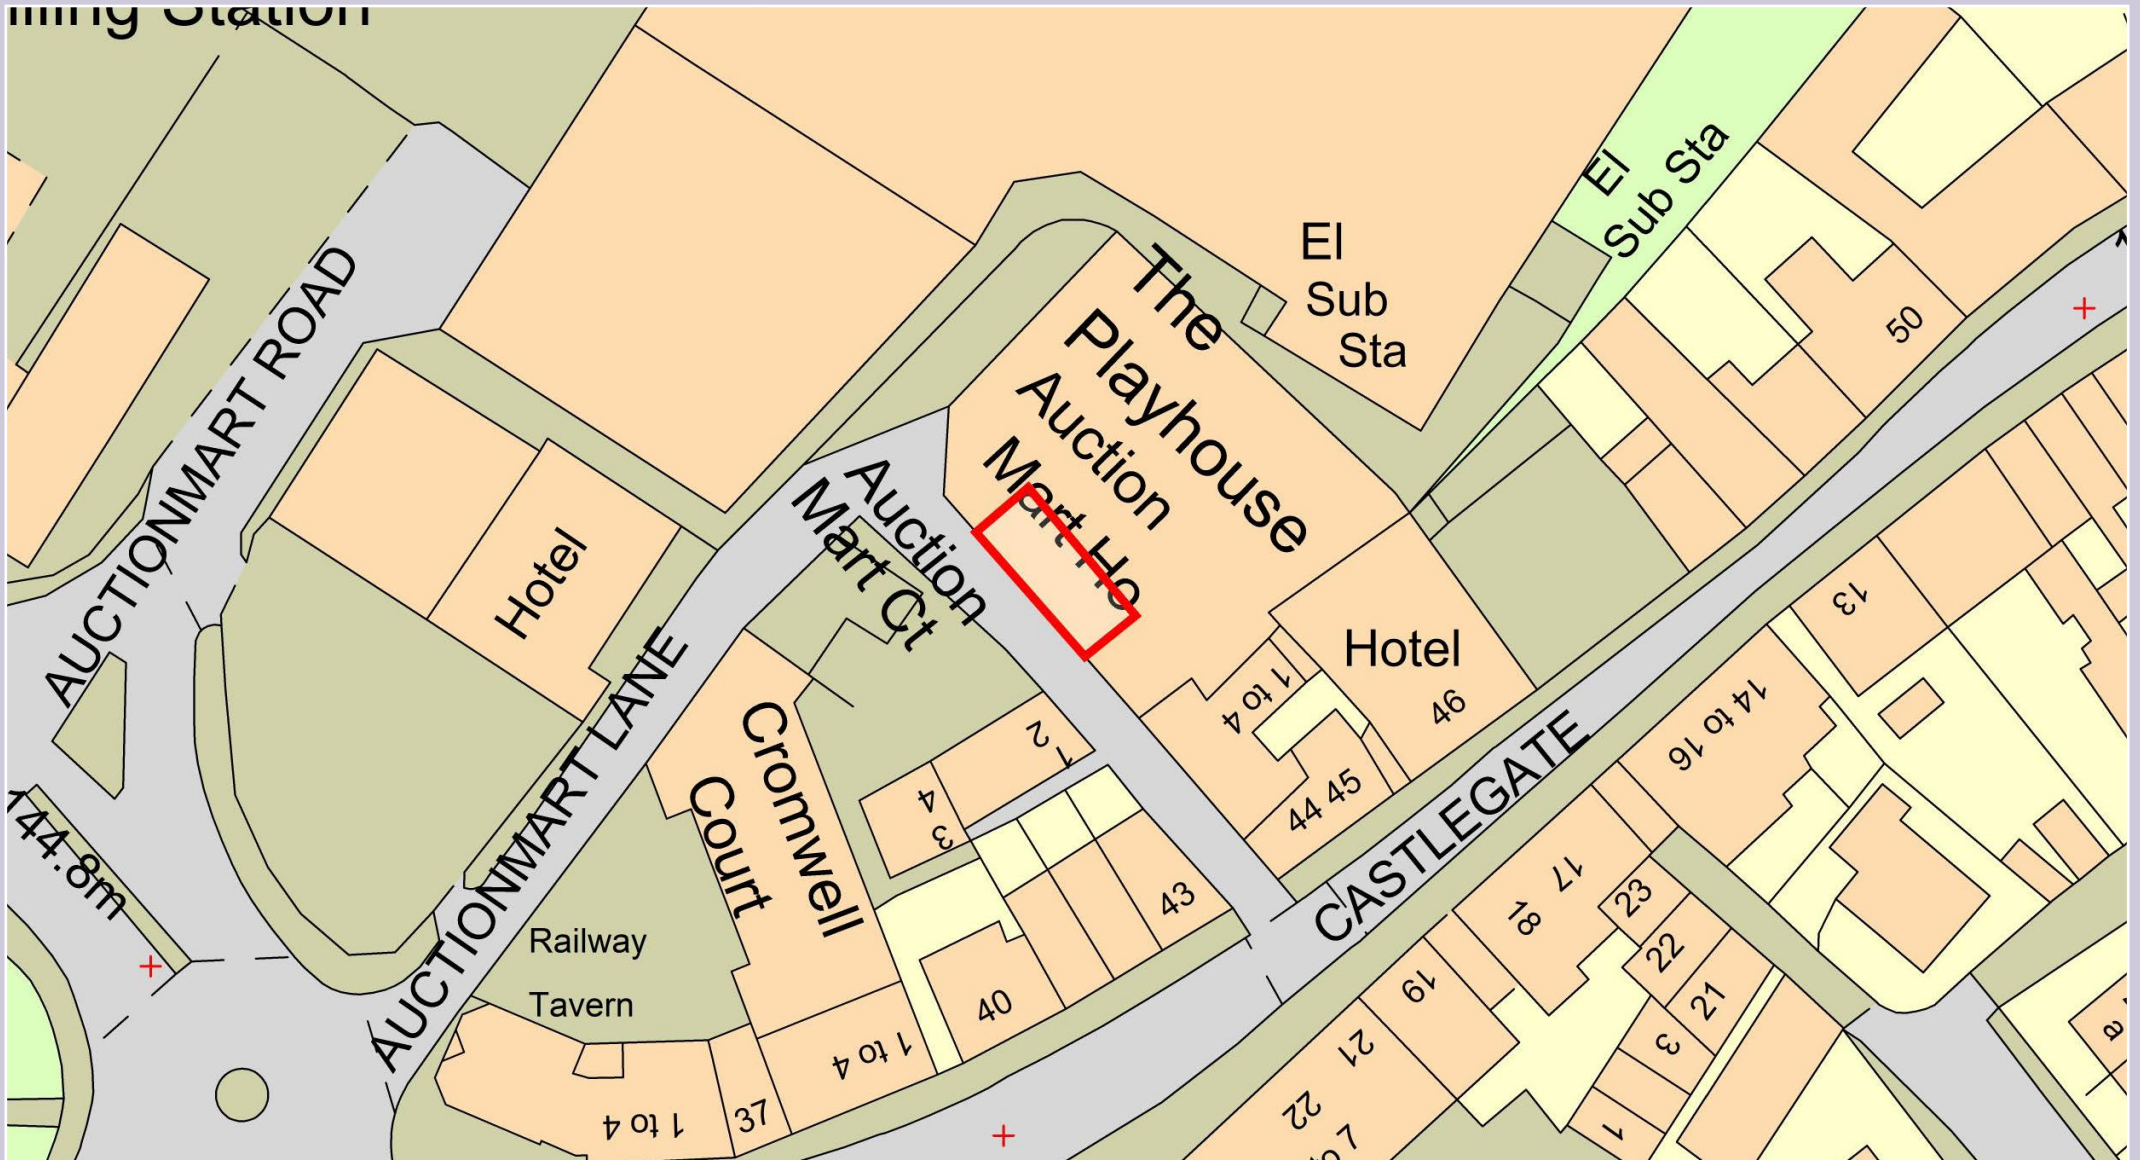 El
Sub Sta
El
Sub
Sta
The
Playhouse
Auction
Mart Ho
Auction
Mart Ct
AUCTIONMART ROAD
Hotel
50
AUCTIONMART LANE
Cromwell
Court
2
1
4
3
1 to 4
Hotel
46
44 45
13
14 to 16
CASTLEGATE
144.8m
43
40
17
18
23
22
21
3
1
19
21
22
Railway
Tavern
1 to 4
1 to 4
37
Station